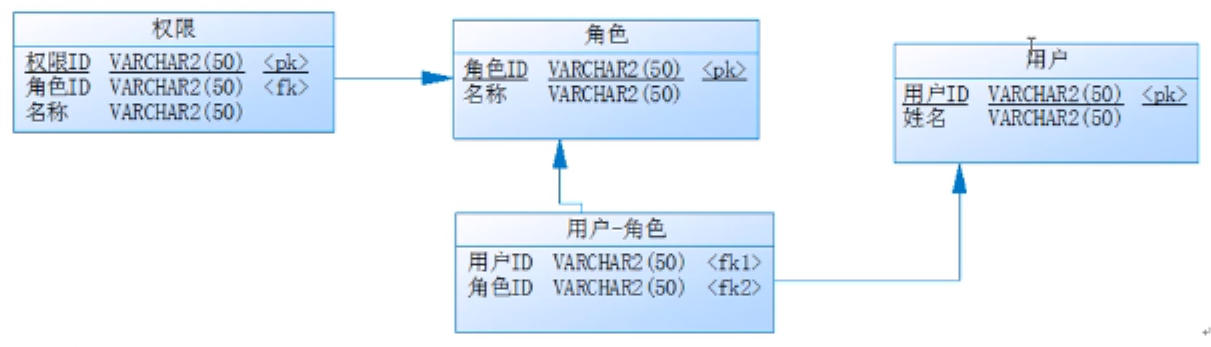 权限
权限ID VARCHAR2(50) <pk>
角色ID VARCHAR2(50) <fk>
名称 VARCHAR2(50)
角色
角色ID VARCHAR2(50) <pk>
名称 VARCHAR2(50)
用户
用户ID VARCHAR2(50) <pk>
姓名 VARCHAR2(50)
用户-角色
用户ID VARCHAR2(50) <fk1>
角色ID VARCHAR2(50) <fk2>